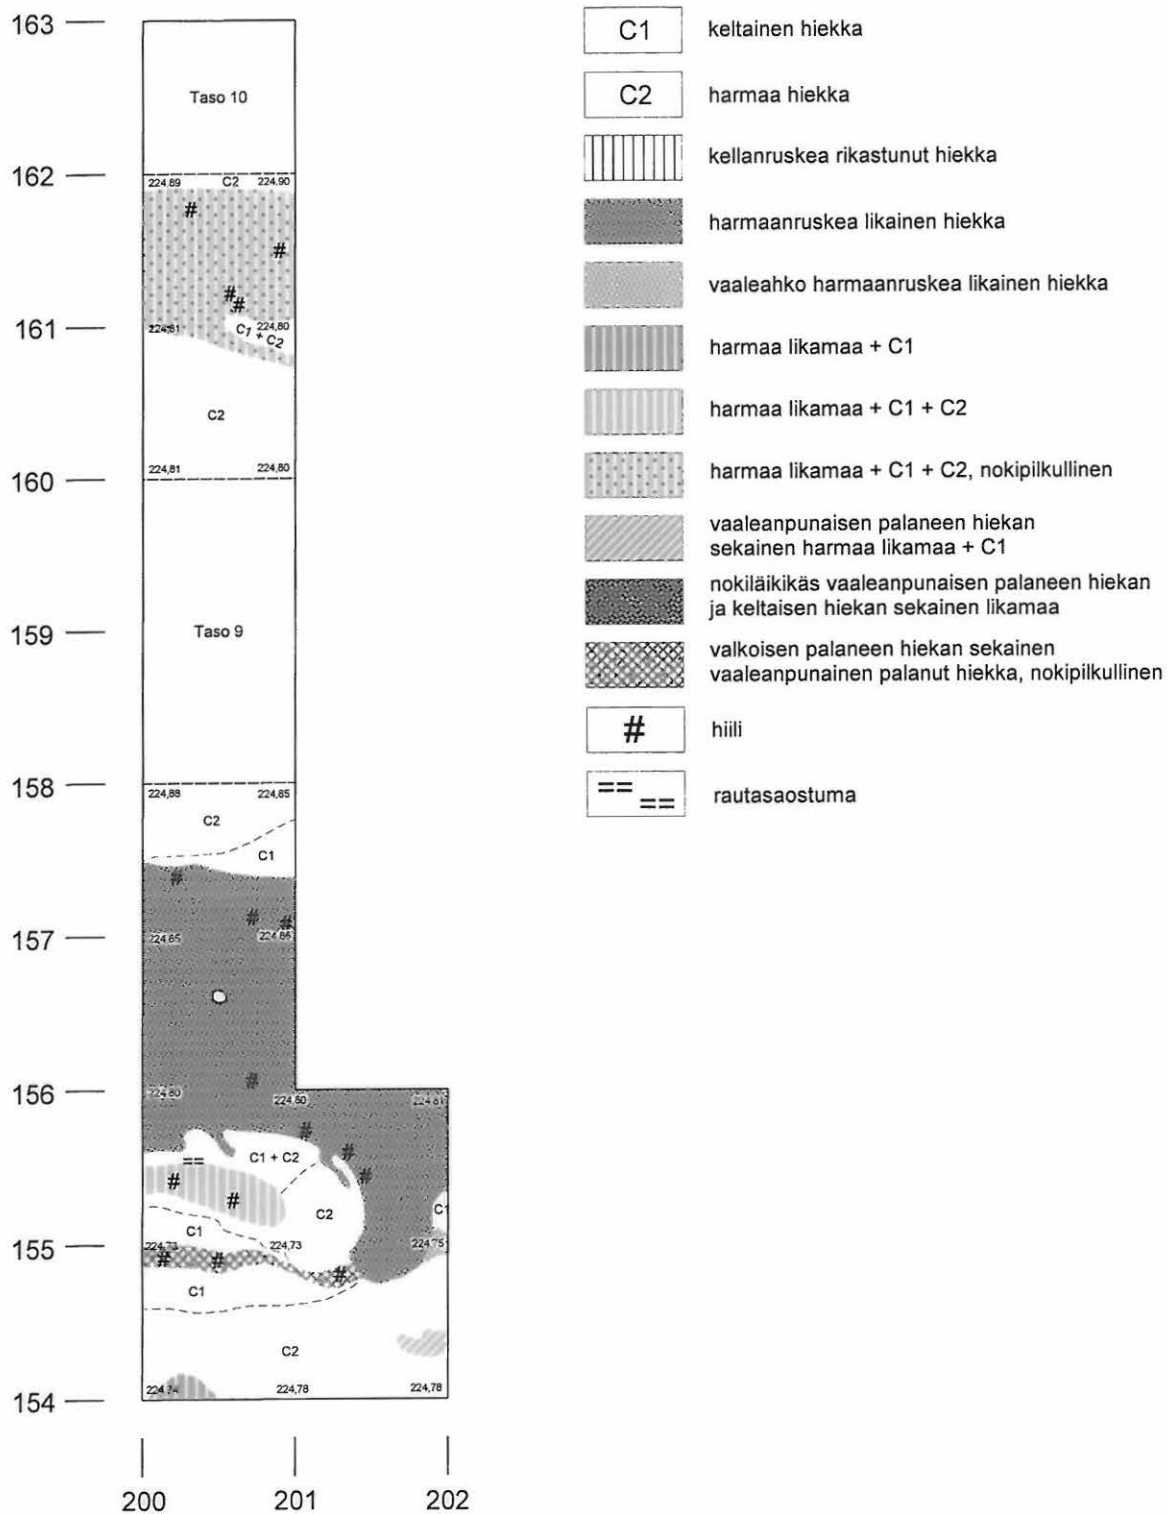 163
Taso 10
162
224,89 C2 224,90
#
#
#
#
161
224,81 224,80
C1 + C2
C2
224,81 224,80
160
159
Taso 9
158
224,88 224,85
C2
C1
#
#
#
157
224,85 224,86
#
156
224,80 224,80 224,81
#
#
#
C1 + C2
==
#
#
C2
C1
C1
155
224,73 224,73 224,75
#
#
#
C1
C2
224,74 224,78 224,78
154
200 201 202
C1 keltainen hiekka
C2 harmaa hiekka
kellanruskea rikastunut hiekka
harmaanruskea likainen hiekka
vaaleahko harmaanruskea likainen hiekka
harmaa likamaa + C1
harmaa likamaa + C1 + C2
harmaa likamaa + C1 + C2, nokipilkullinen
vaaleanpunaisen palaneen hiekan
sekainen harmaa likamaa + C1
nokiläikikäs vaaleanpunaisen palaneen hiekan
ja keltaisen hiekan sekainen likamaa
valkoisen palaneen hiekan sekainen
vaaleanpunainen palanut hiekka, nokipilkullinen
# hiili
== == rautasaostuma